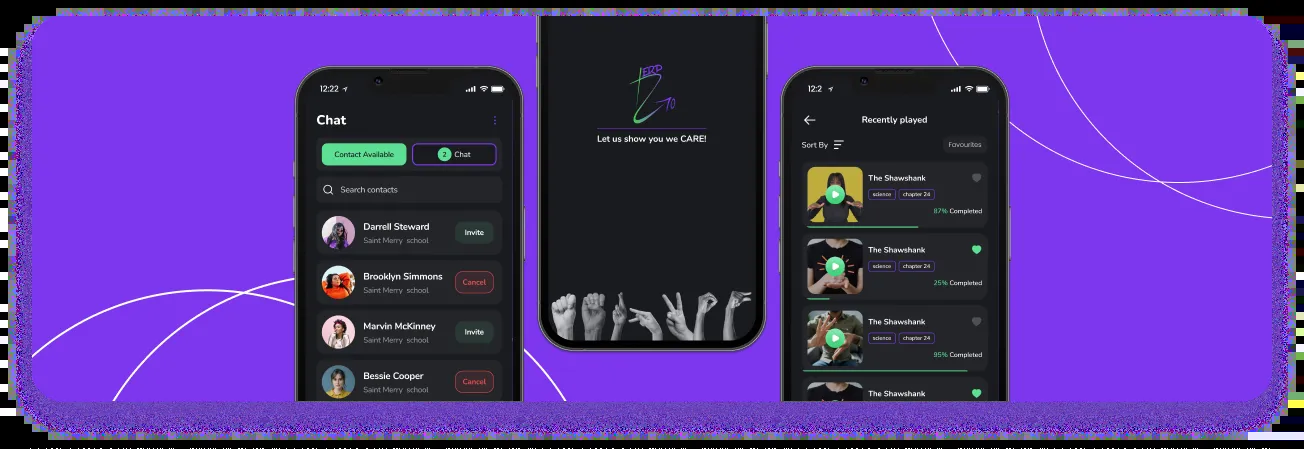 12:22
Chat
Contact Available
2 Chat
Search contacts
Darrell Steward
Saint Merry school
Invite
Brooklyn Simmons
Saint Merry school
Cancel
Marvin McKinney
Saint Merry school
Invite
Bessie Cooper
Saint Merry school
Cancel
Let us show you we CARE!
12:2
Recently played
Sort By
Fovourites
The Shawshank
science
chapter 24
87% Completed
The Shawshank
science
chapter 24
25% Completed
The Shawshank
science
chapter 24
95% Completed
The Shawshank